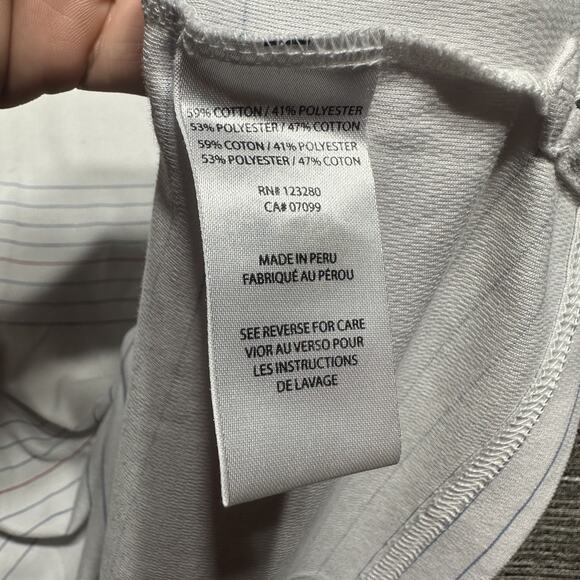 59% COTTON / 41% POLYESTER
53% POLYESTER / 47% COTTON
59% COTON / 41% POLYESTER
53% POLYESTER / 47% COTON
RN# 123280
CA# 07099
MADE IN PERU
FABRIQUÉ AU PÉROU
SEE REVERSE FOR CARE
VIOR AU VERSO POUR
LES INSTRUCTIONS
DE LAVAGE